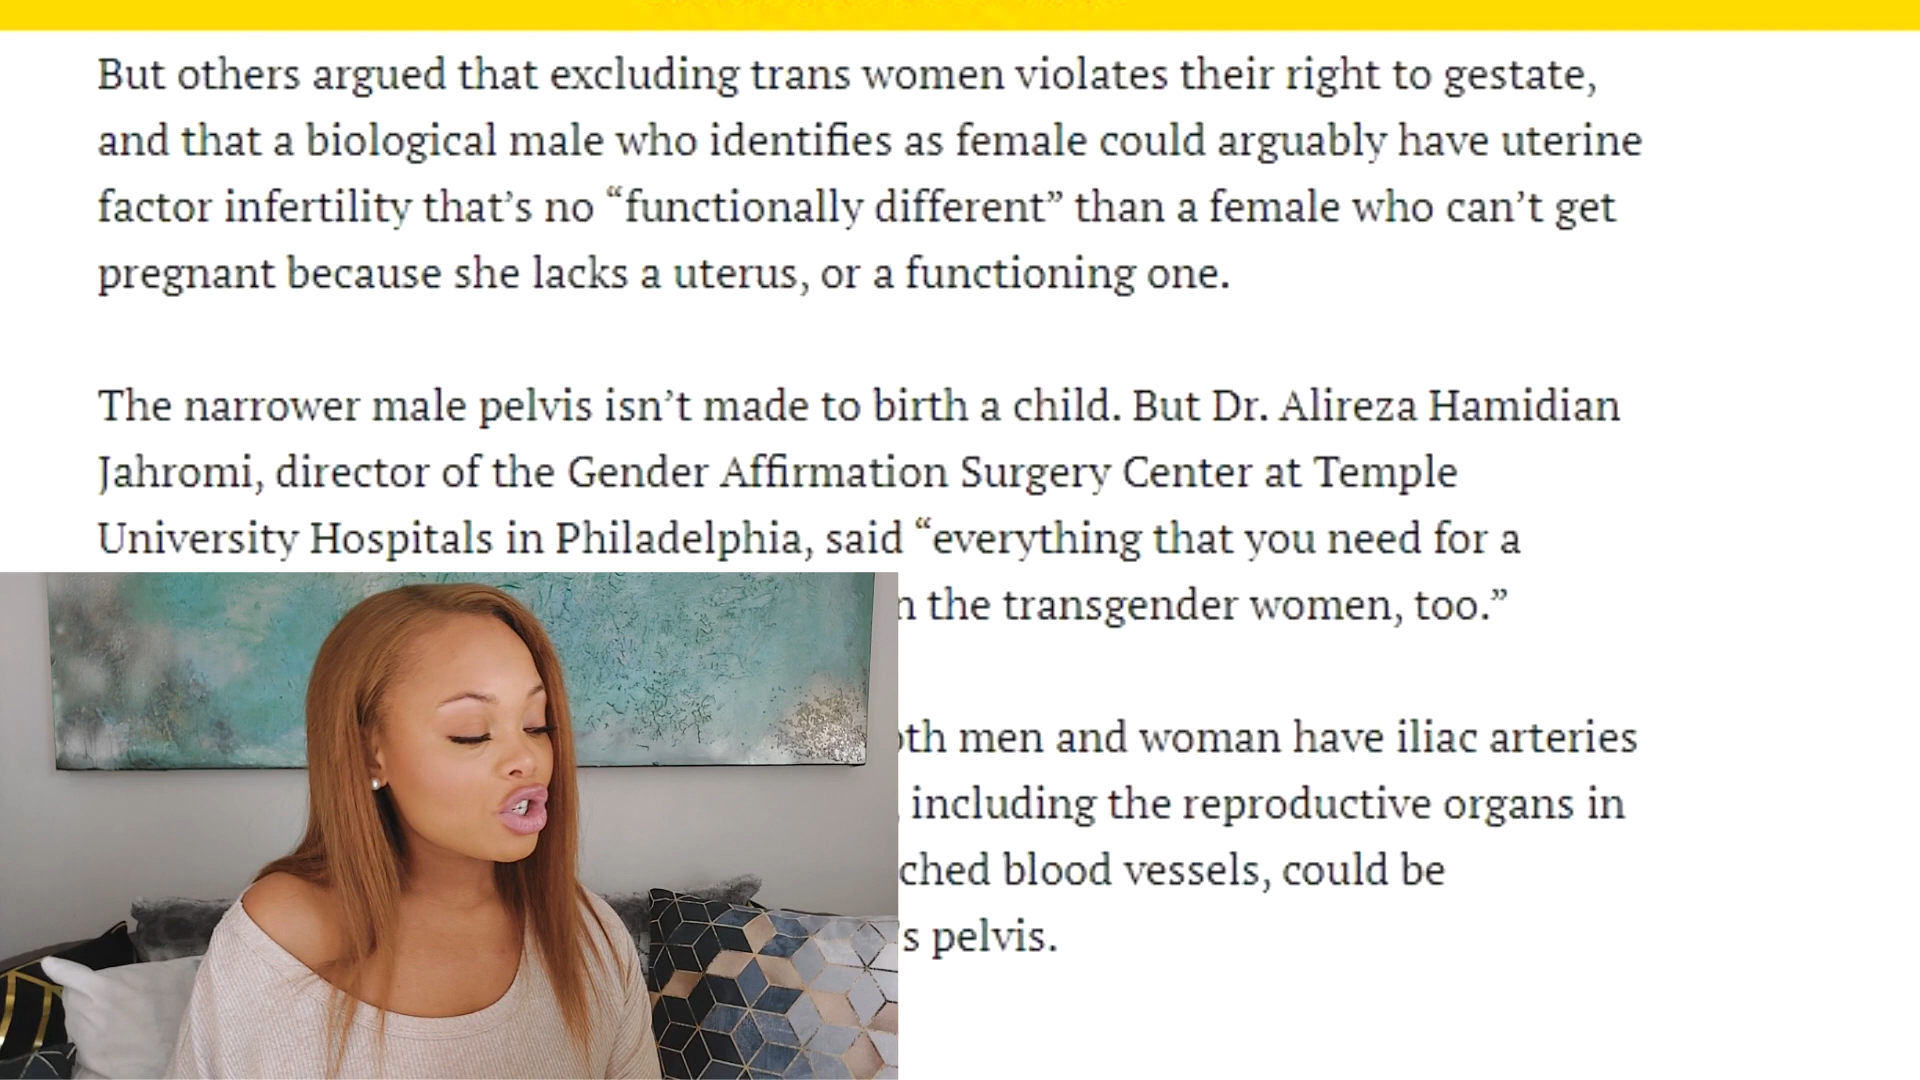 But others argued that excluding trans women violates their right to gestate,
and that a biological male who identifies as female could arguably have uterine
factor infertility that’s no “functionally different” than a female who can’t get
pregnant because she lacks a uterus, or a functioning one.
The narrower male pelvis isn’t made to birth a child. But Dr. Alireza Hamidian
Jahromi, director of the Gender Affirmation Surgery Center at Temple
University Hospitals in Philadelphia, said “everything that you need for a
the transgender women, too.”
men and woman have iliac arteries
including the reproductive organs in
blood vessels, could be
pelvis.